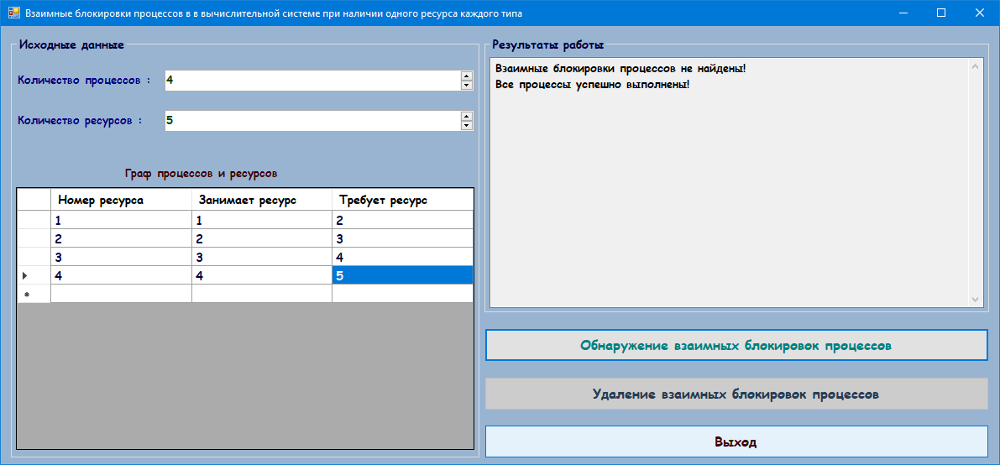 Взаимные блокировки процессов в в вычислительной системе при наличии одного ресурса каждого типа
Исходные данные
Количество процессов : 4
Количество ресурсов : 5
Граф процессов и ресурсов
Номер ресурса Занимает ресурс Требует ресурс
1 1 2
2 2 3
3 3 4
4 4 5
Результаты работы
Взаимные блокировки процессов не найдены!
Все процессы успешно выполнены!
Обнаружение взаимных блокировок процессов
Удаление взаимных блокировок процессов
Выход